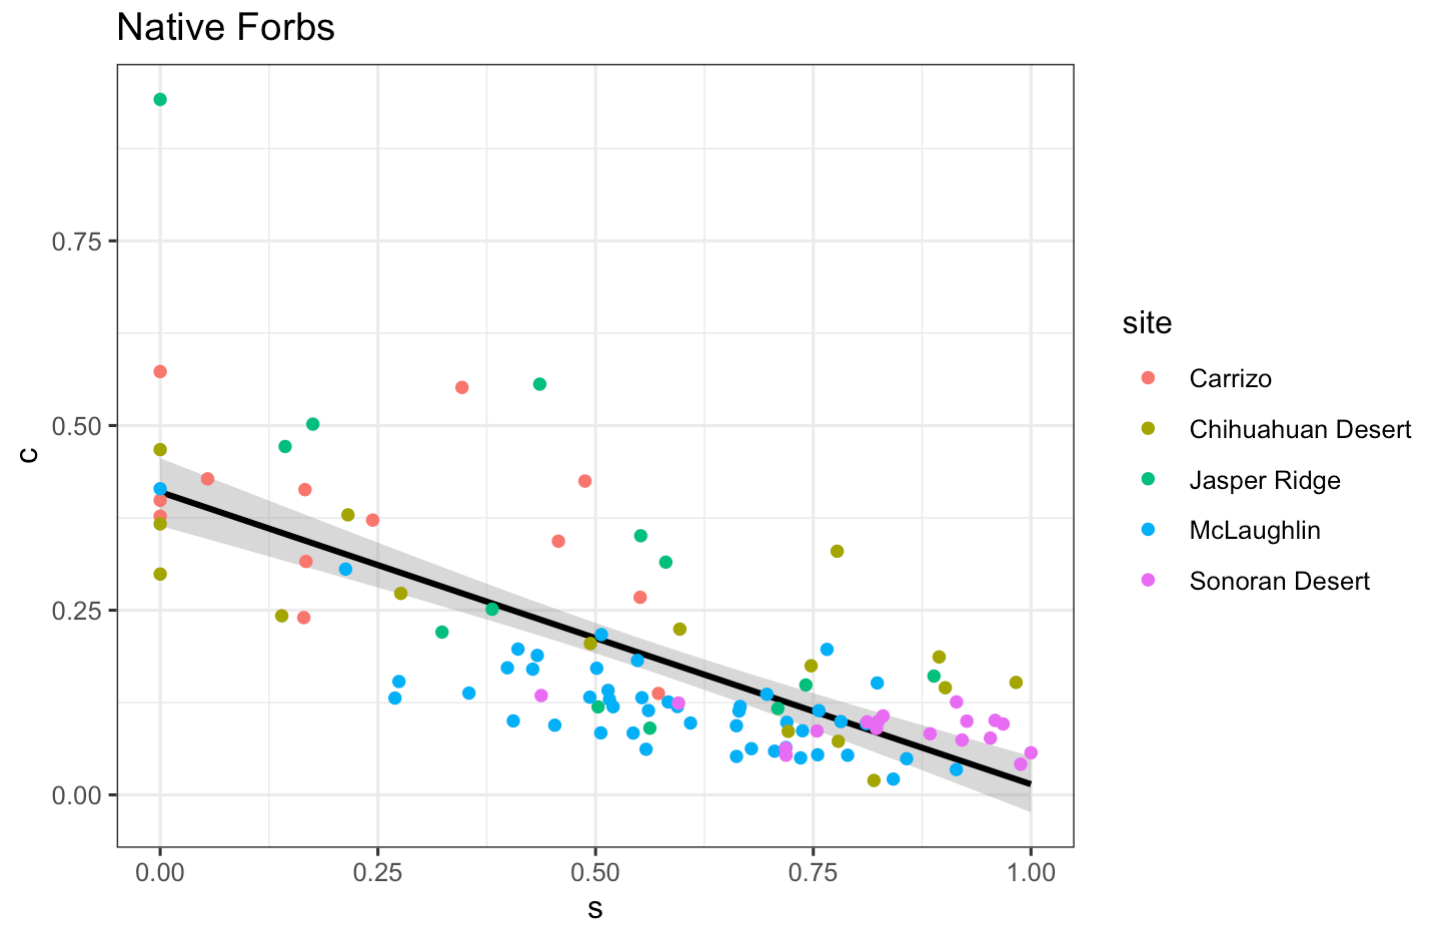 Native Forbs
c
0.75
0.50
0.25
0.00
0.00 0.25 0.50 0.75 1.00
s
site
Carrizo
Chihuahuan Desert
Jasper Ridge
McLaughlin
Sonoran Desert